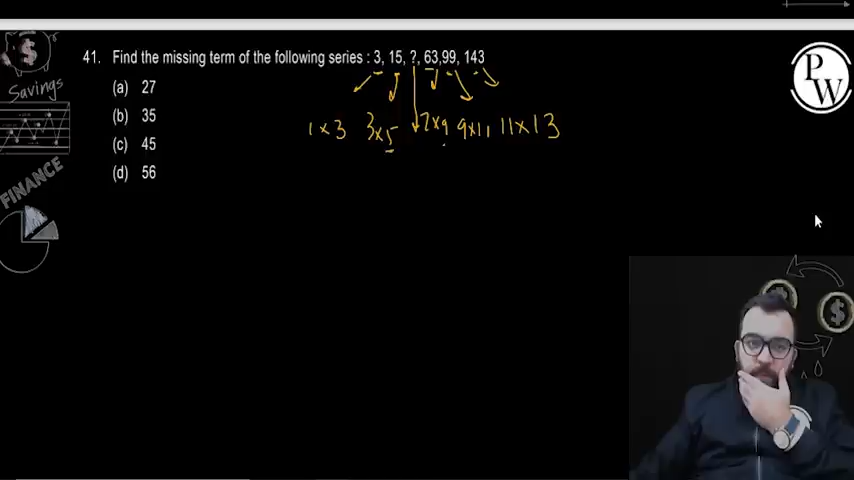 Savings
FINANCE
41. Find the missing term of the following series : 3, 15, ?, 63,99, 143
(a) 27
(b) 35
(c) 45
(d) 56
1 x 3 3 x 5 7 x 9 9 x 11 11 x 13
P
W
$
$